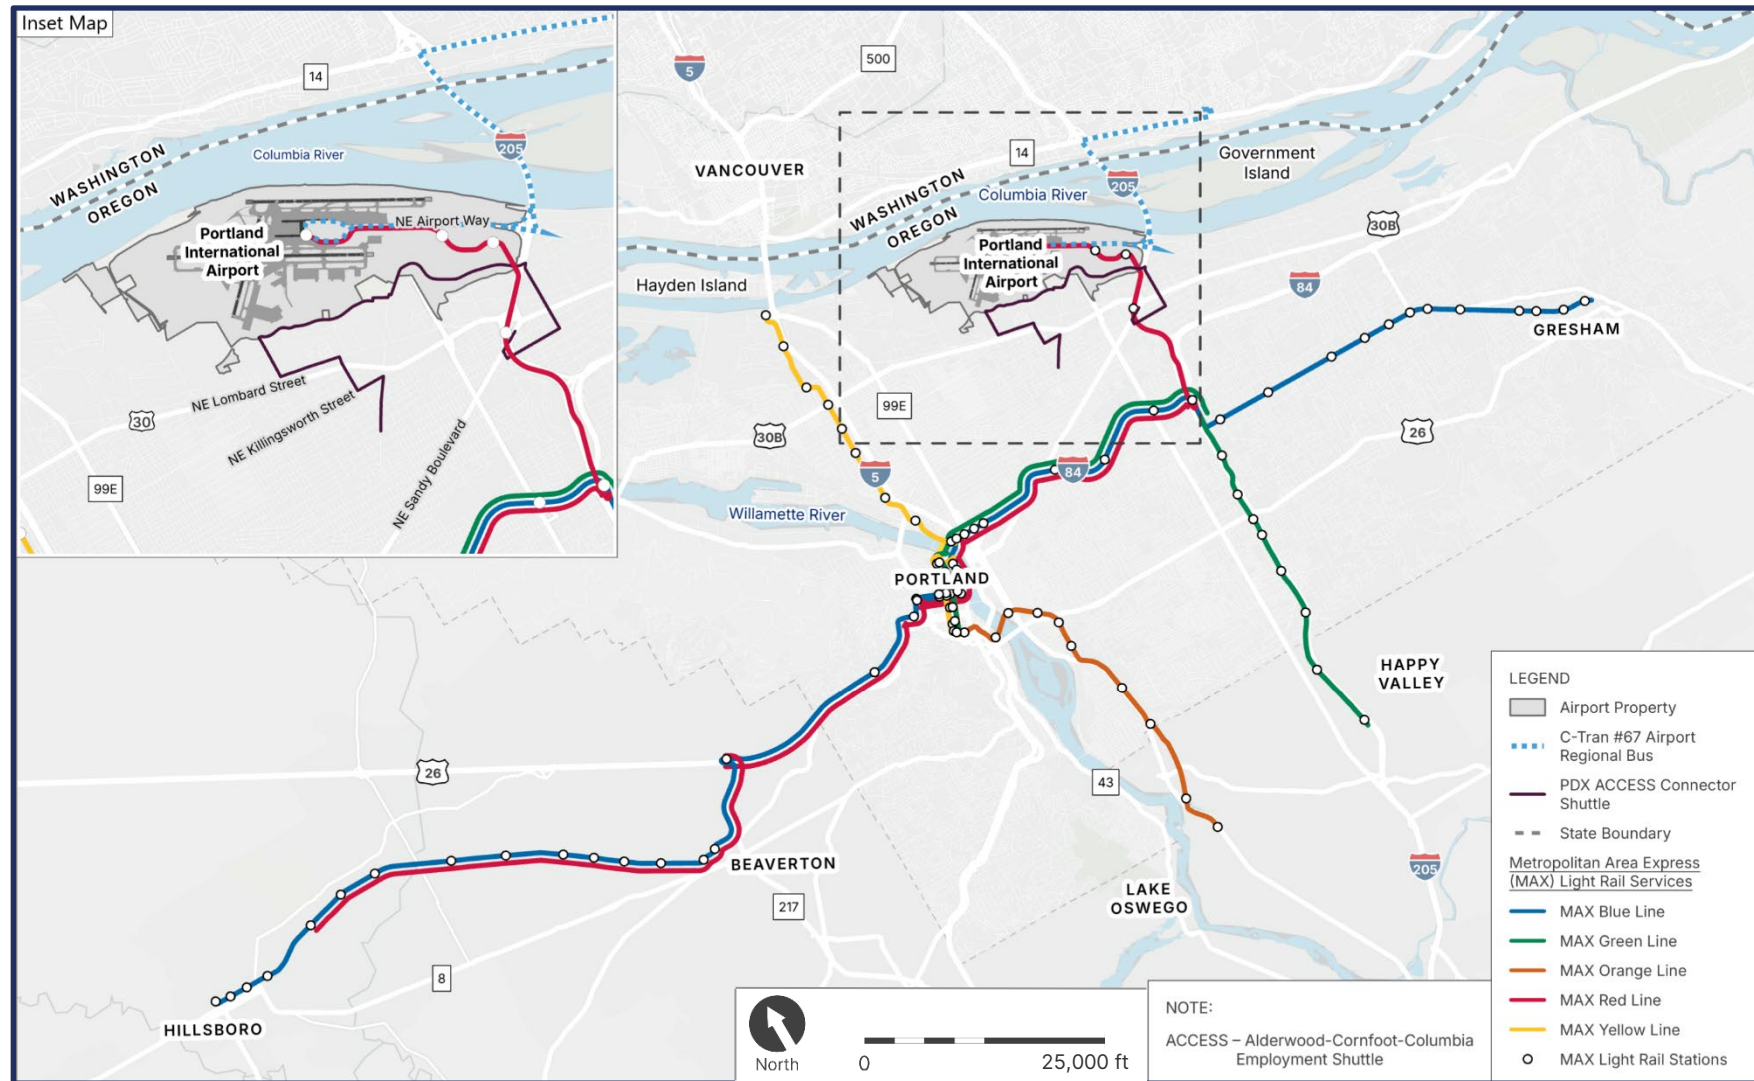 Inset Map
14
205
WASHINGTON
OREGON
Columbia River
NE Airport Way
Portland
International
Airport
NE Lombard Street
30
NE Killingsworth Street
99E
NE Sandy Boulevard
5
500
VANCOUVER
14
205
Government
Island
WASHINGTON
OREGON
Columbia River
30B
Portland
International
Airport
Hayden Island
84
GRESHAM
99E
30B
26
5
84
Willamette River
PORTLAND
HAPPY
VALLEY
26
43
BEAVERTON
217
LAKE
OSWEGO
205
8
HILLSBORO
North
0
25,000 ft
NOTE:
ACCESS – Alderwood-Cornfoot-Columbia
Employment Shuttle
LEGEND
Airport Property
C-Tran #67 Airport
Regional Bus
PDX ACCESS Connector
Shuttle
State Boundary
Metropolitan Area Express
(MAX) Light Rail Services
MAX Blue Line
MAX Green Line
MAX Orange Line
MAX Red Line
MAX Yellow Line
MAX Light Rail Stations